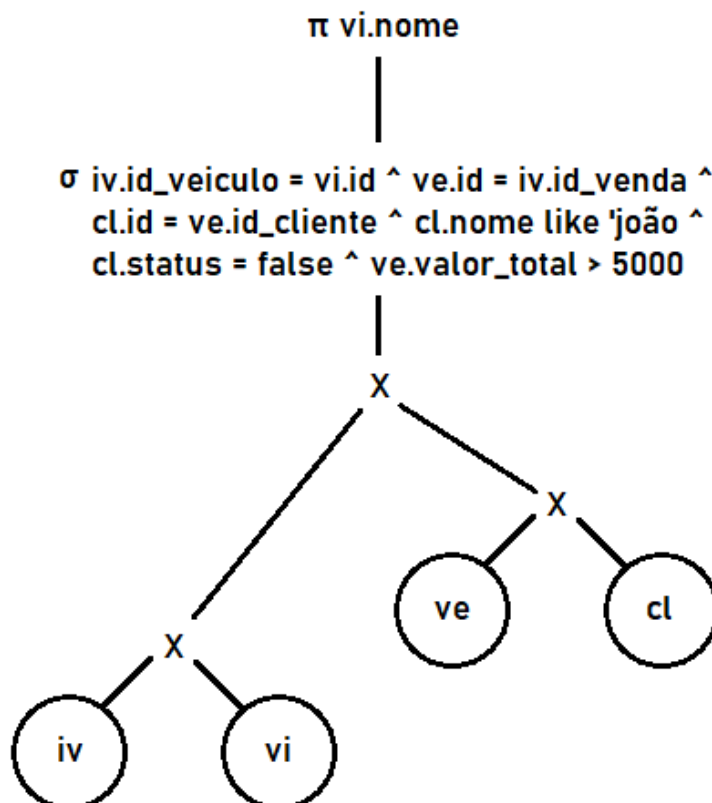 π vi.nome
σ iv.id_veiculo = vi.id ^ ve.id = iv.id_venda ^
cl.id = ve.id_cliente ^ cl.nome like 'joão ^
cl.status = false ^ ve.valor_total > 5000
X
X
ve
cl
X
iv
vi